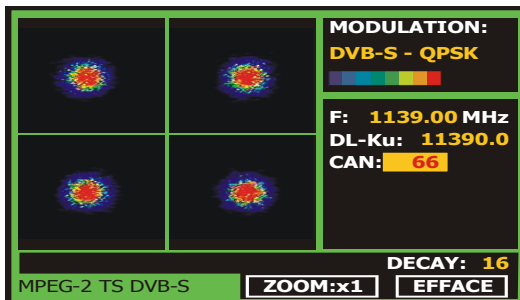 MODULATION:
DVB-S - QPSK
F: 1139.00 MHz
DL-Ku: 11390.0
CAN: 66
DECAY: 16
MPEG-2 TS DVB-S
ZOOM:x1
EFFACE